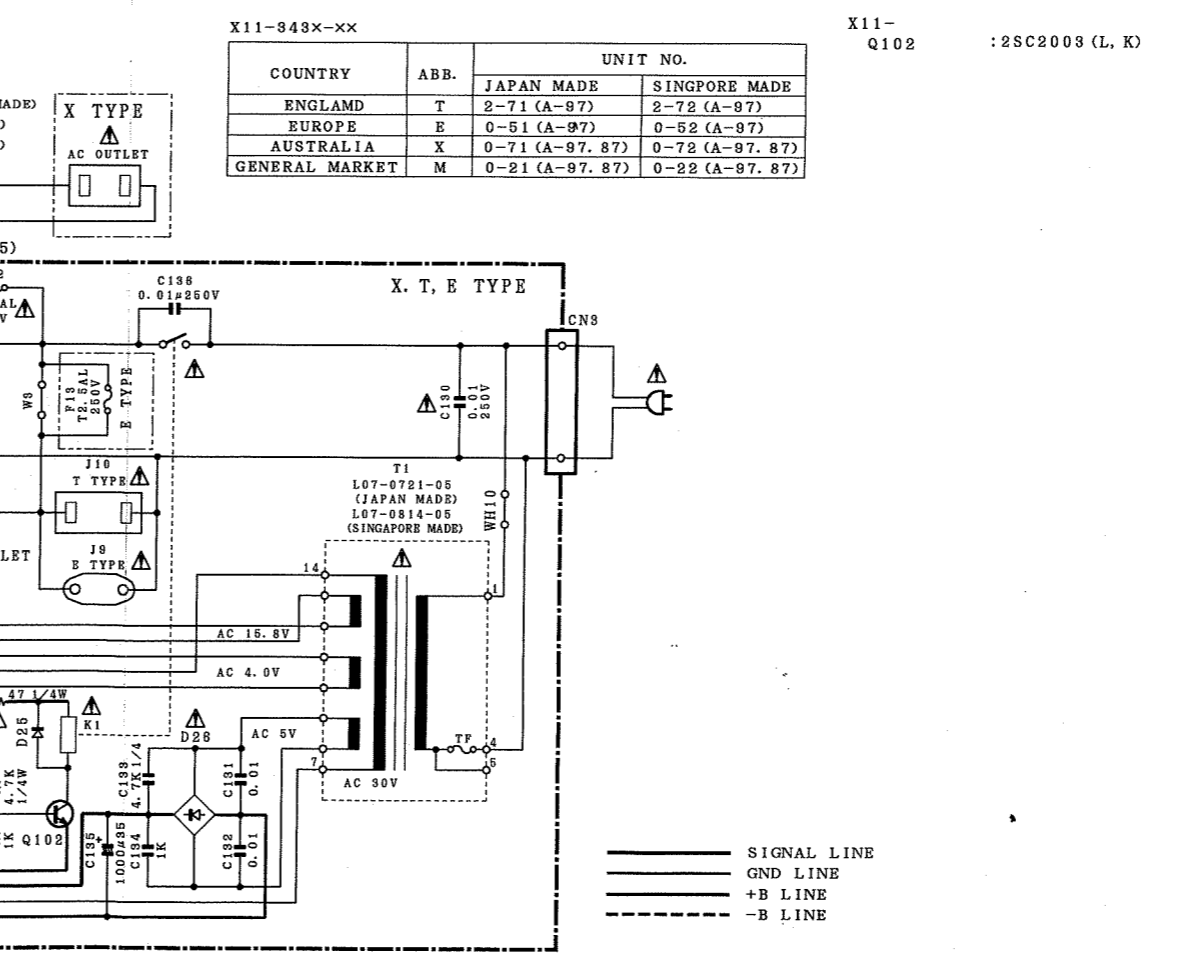 X11-343×-××
COUNTRY ABB. UNIT NO.
JAPAN MADE SINGPORE MADE
ENGLAMD T 2-71 (A-97) 2-72 (A-97)
EUROPE E 0-51 (A-97) 0-52 (A-97)
AUSTRALIA X 0-71 (A-97. 87) 0-72 (A-97. 87)
GENERAL MARKET M 0-21 (A-97. 87) 0-22 (A-97. 87)
X11-
Q102 :2SC2003 (L, K)
X TYPE
AC OUTLET
5)
C138
0. 01µ250V
X. T, E TYPE
CN3
W3
F13
T2. 5AL
250V
E TYPE
C130
0. 01
250V
J10
T TYPE
T1
L07-0721-05
(JAPAN MADE)
L07-0814-05
(SINGAPORE MADE)
WH10
LET
J9
E TYPE
14
1
AC 15. 8V
AC 4. 0V
47 1/4W
D25
K1
D28
AC 5V
TF
4
5
7
AC 30V
C133
4. 7K 1/4
C131
0. 01
4. 7K
1/4W
1K
Q102
C135
+
1000µ35
C134
1K
C132
0. 01
SIGNAL LINE
GND LINE
+B LINE
-B LINE